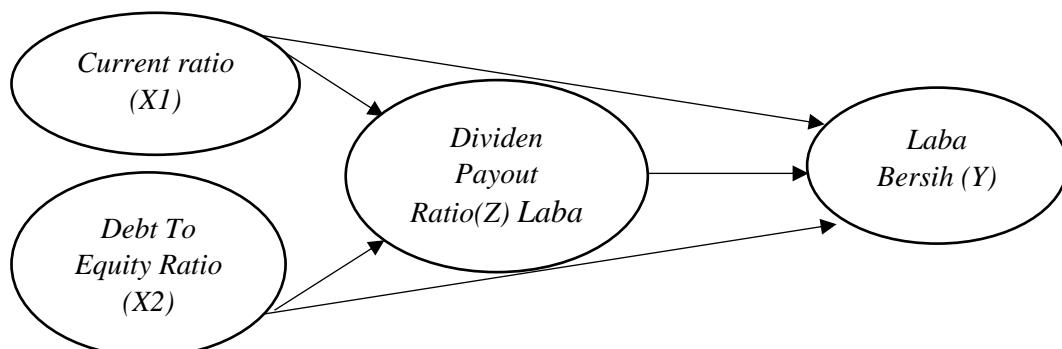 Current ratio
(X1)
Dividen
Payout
Ratio(Z) Laba
Laba
Bersih (Y)
Debt To
Equity Ratio
(X2)